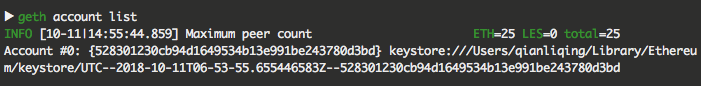 ▶ geth account list
INFO [10-11|14:55:44.859] Maximum peer count ETH=25 LES=0 total=25
Account #0: {528301230cb94d1649534b13e991be243780d3bd} keystore:///Users/qianliqing/Library/Ethereu
m/keystore/UTC--2018-10-11T06-53-55.655446583Z--528301230cb94d1649534b13e991be243780d3bd